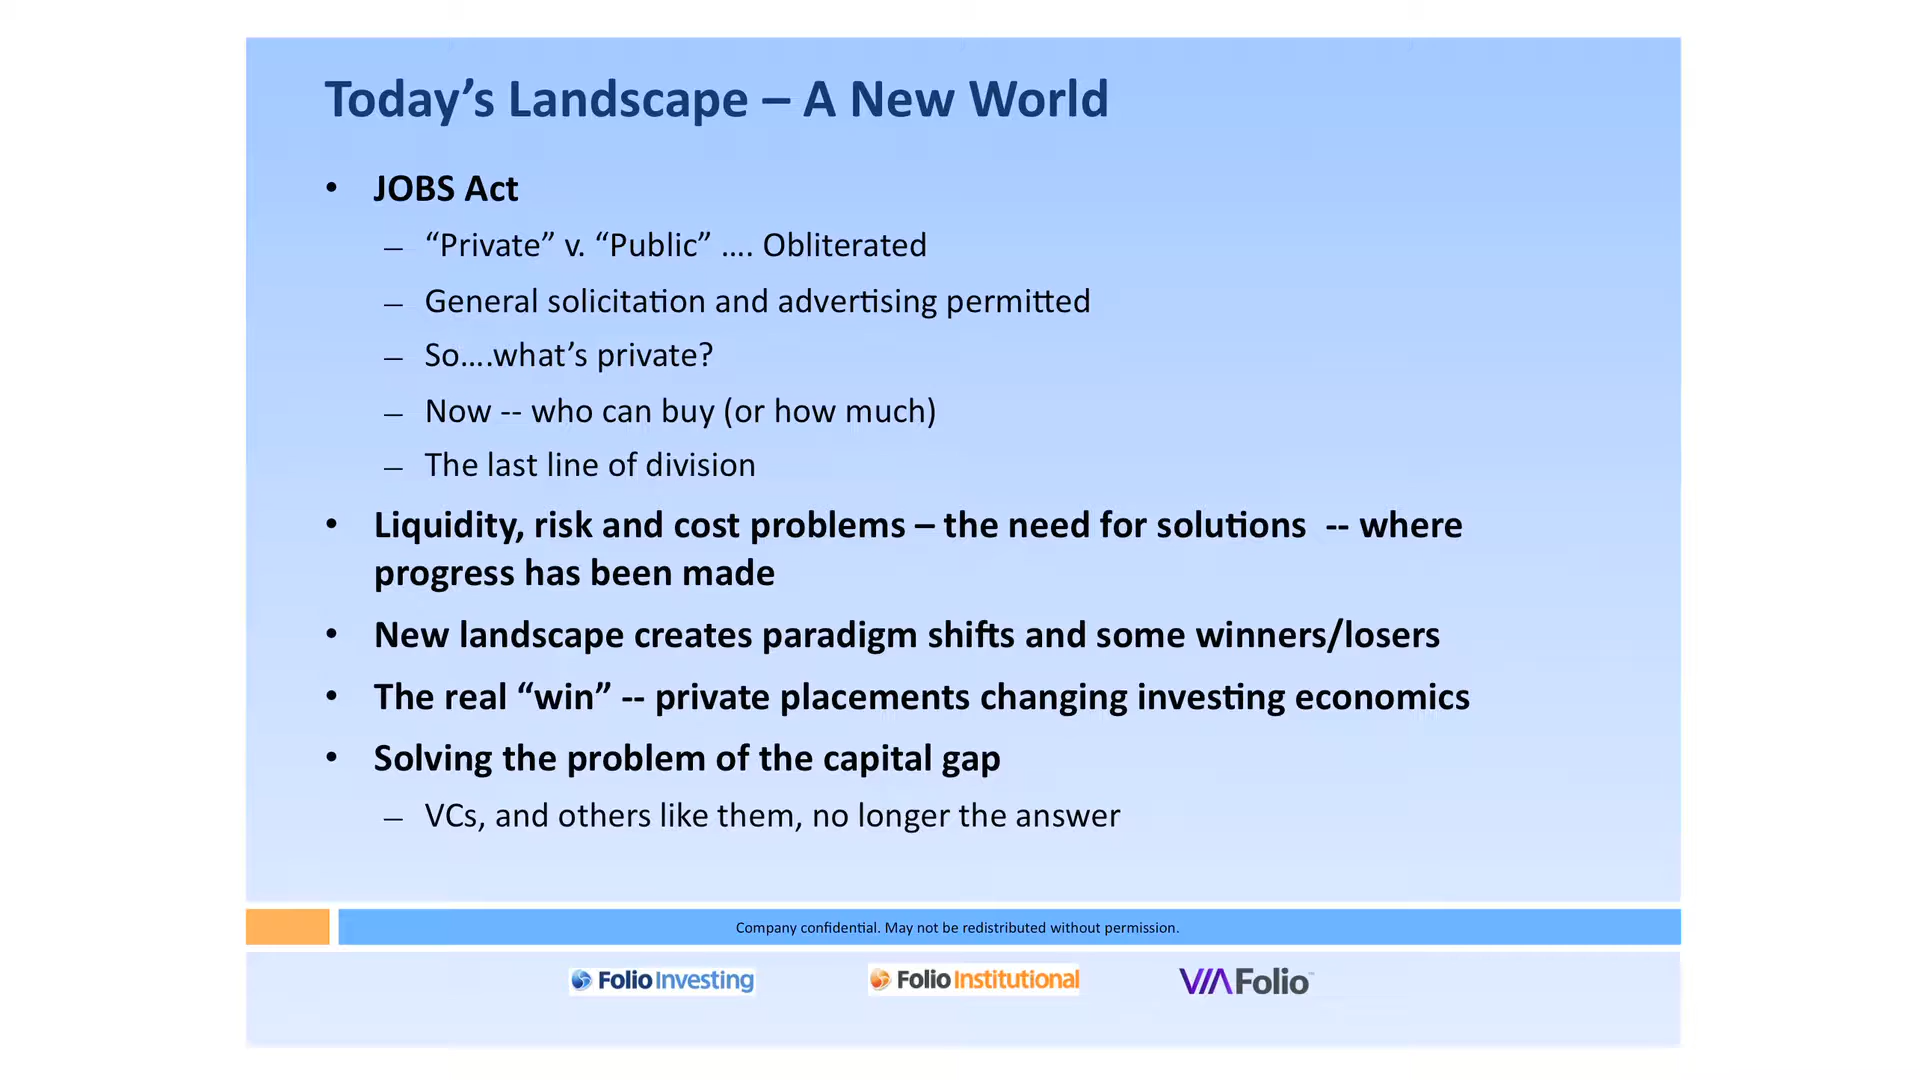 Today’s Landscape – A New World
• JOBS Act
– “Private” v. “Public” …. Obliterated
– General solicitation and advertising permitted
– So….what’s private?
– Now -- who can buy (or how much)
– The last line of division
• Liquidity, risk and cost problems – the need for solutions -- where
progress has been made
• New landscape creates paradigm shifts and some winners/losers
• The real “win” -- private placements changing investing economics
• Solving the problem of the capital gap
– VCs, and others like them, no longer the answer
Company confidential. May not be redistributed without permission.
Folio Investing
Folio Institutional
VIA Folio™